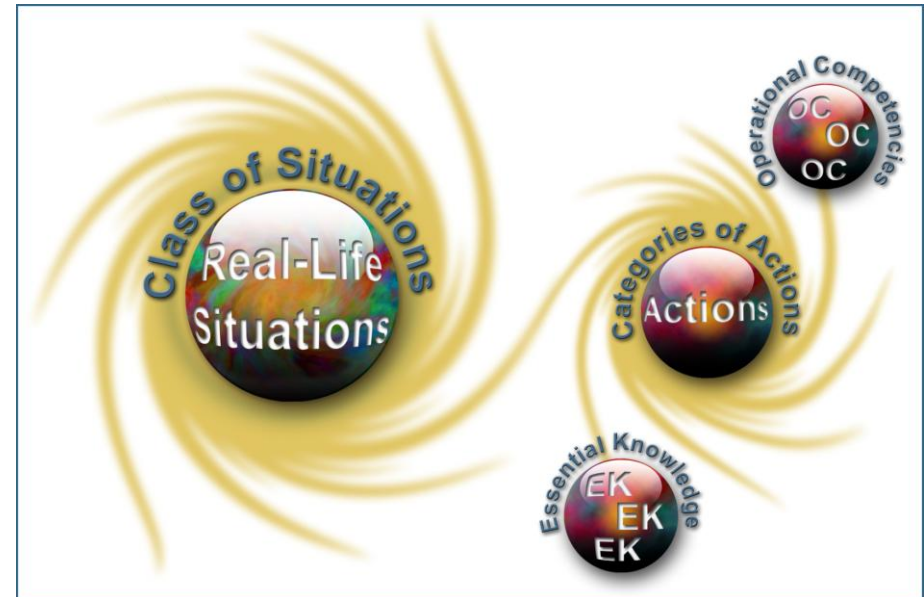 Class of Situations
Real-Life
Situations
Operational Competencies
OC
OC
OC
Categories of Actions
Actions
Essential Knowledge
EK
EK
EK